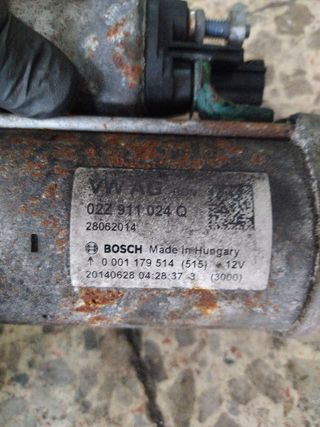 VW AG
02Z 911 024 Q
28062014
BOSCH Made in Hungary
↑ 0 001 179 514 (515) 12V
20140628 04:28:37 3 (3000)